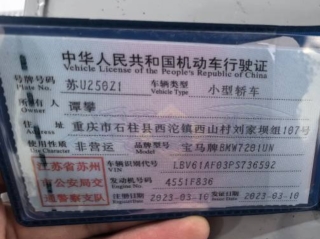 中华人民共和国机动车行驶证
Vehicle License of the People's Republic of China
号牌号码 苏U250Z1 车辆类型 小型轿车
Plate No. Vehicle Type
所有人 谭攀
Owner
住址 重庆市石柱县西沱镇西山村刘家坝组107号
Address
使用性质 非营运 品牌型号 宝马牌BMW7201UN
Use Character
江苏省苏州市公安局交通警察支队
车辆识别代号 LBV61AF03PS736592
VIN
发动机号码 4551F836
Engine No.
注册日期 2023-03-10 发证日期 2023-03-10